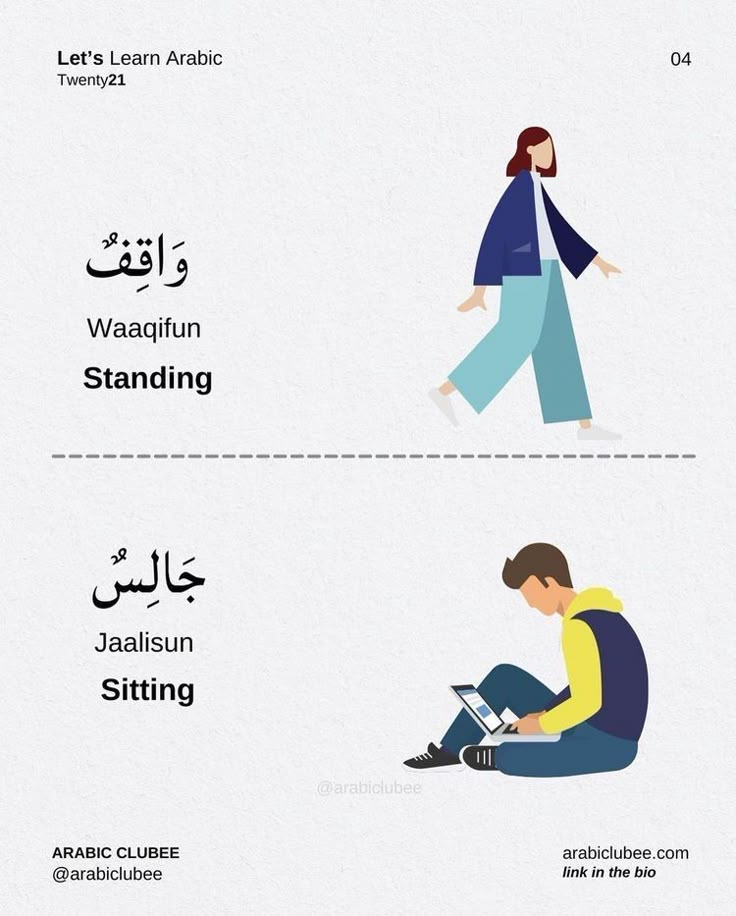 Let's Learn Arabic
Twenty21
04
وَاقِفٌ
Waaqifun
Standing
جَالِسٌ
Jaalisun
Sitting
@arabiclubee
ARABIC CLUBEE
@arabiclubee
arabiclubee.com
link in the bio